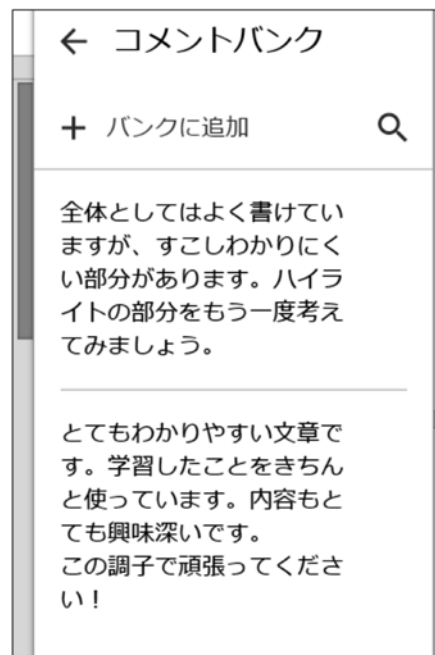 ← コメントバンク
+ バンクに追加
全体としてはよく書けてい
ますが、すこしわかりにく
い部分があります。ハイラ
イトの部分をもう一度考え
てみましょう。
とてもわかりやすい文章で
す。学習したことをきちん
と使っています。内容もと
ても興味深いです。
この調子で頑張ってくださ
い！